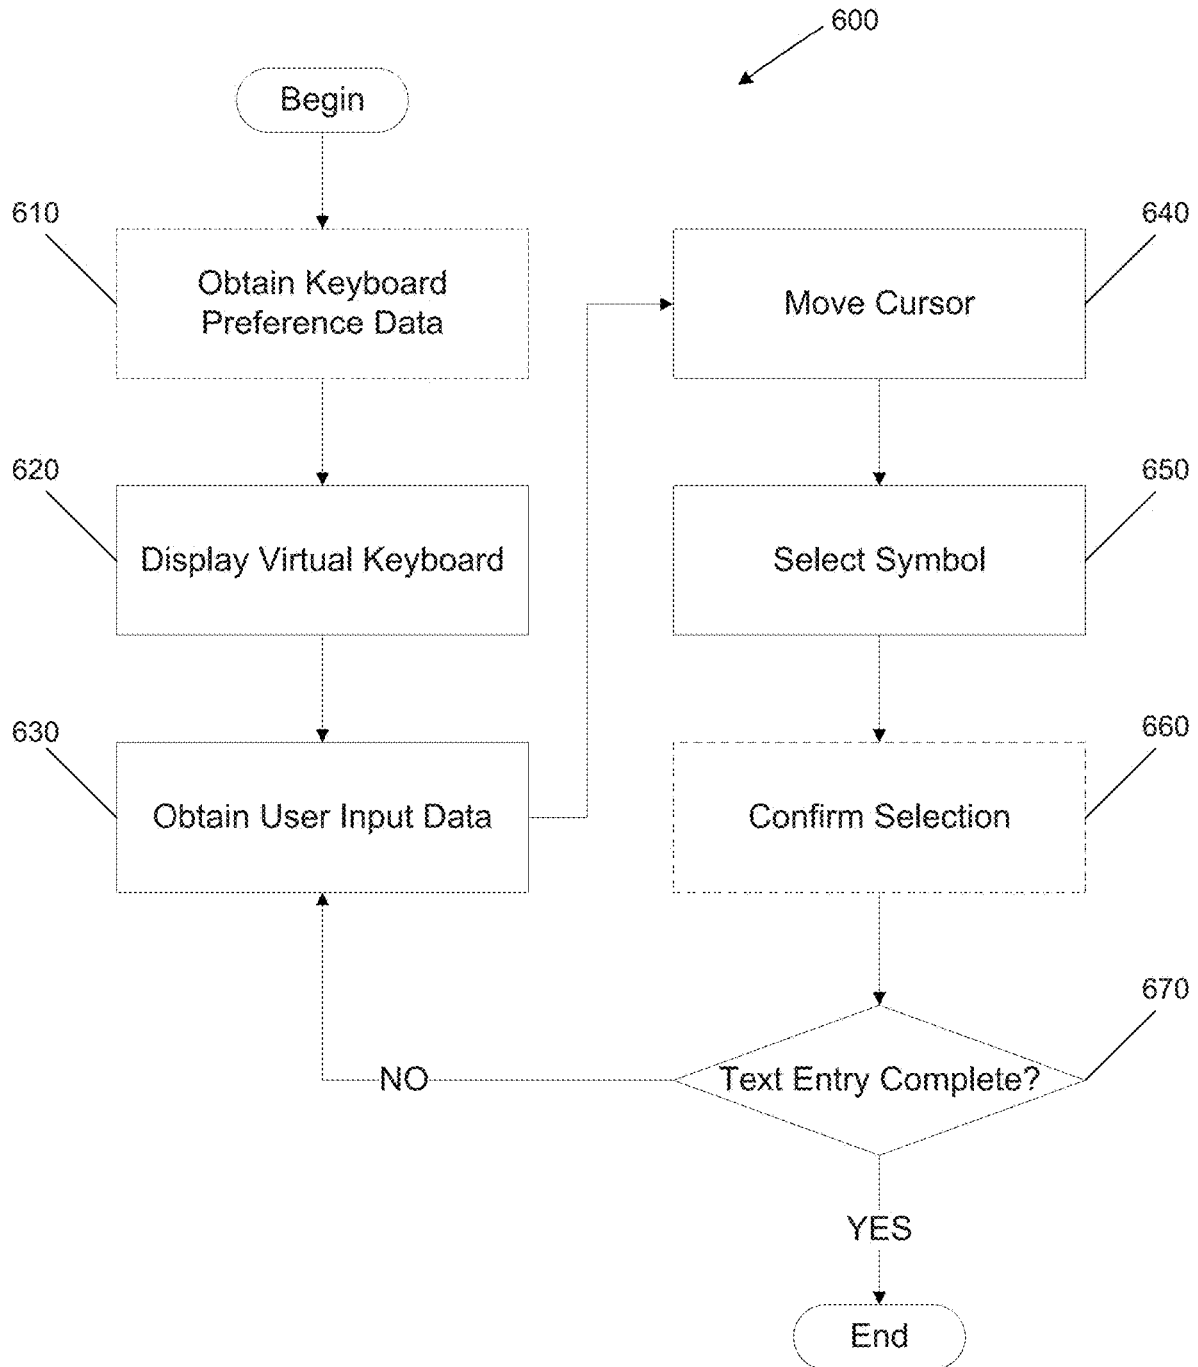 600
Begin
610
Obtain Keyboard
Preference Data
620
Display Virtual Keyboard
630
Obtain User Input Data
640
Move Cursor
650
Select Symbol
660
Confirm Selection
670
Text Entry Complete?
NO
YES
End